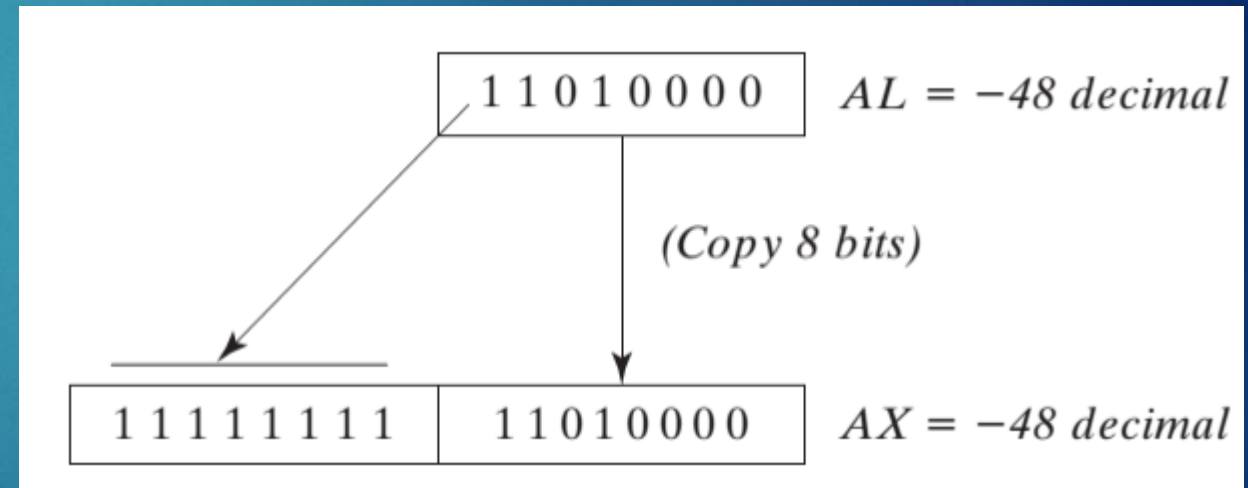 1 1 0 1 0 0 0 0 AL = −48 decimal
(Copy 8 bits)
1 1 1 1 1 1 1 1 1 1 0 1 0 0 0 0 AX = −48 decimal